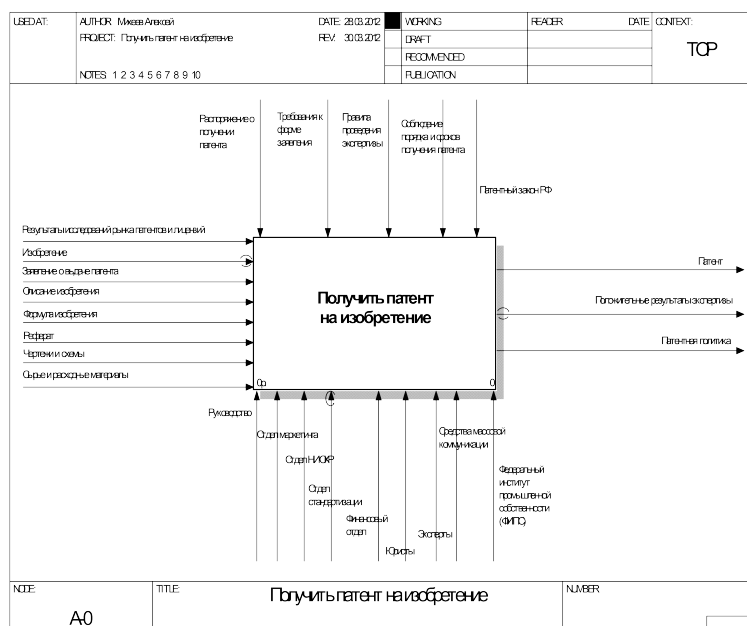 USED AT:
AUTHOR: Михеев Алексей
DATE: 28.03.2012
WORKING
READER
DATE
CONTEXT:
PROJECT: Получить патент на изобретение
REV: 30.03.2012
DRAFT
TOP
RECOMMENDED
NOTES: 1 2 3 4 5 6 7 8 9 10
PUBLICATION
Распоряжение о
получении
патента
Требования к
форме
заявления
Правила
проведения
экспертизы
Соблюдение
порядка и сроков
получения патента
Патентный закон РФ
Результаты исследований рынка патентов и лицензий
Изобретение
Заявление о выдаче патента
Описание изобретения
Формула изобретения
Реферат
Чертежи и схемы
Сырье и расходные материалы
Получить патент
на изобретение
0р
0
Патент
Положительные результаты экспертизы
Патентная политика
Руководство
Отдел маркетинга
Отдел НИОКР
Отдел
стандартизации
Финансовый
отдел
Юристы
Эксперты
Средства массовой
коммуникации
Федеральный
институт
промышленной
собственности
(ФИПС)
NODE:
TITLE:
NUMBER:
A-0
Получить патент на изобретение